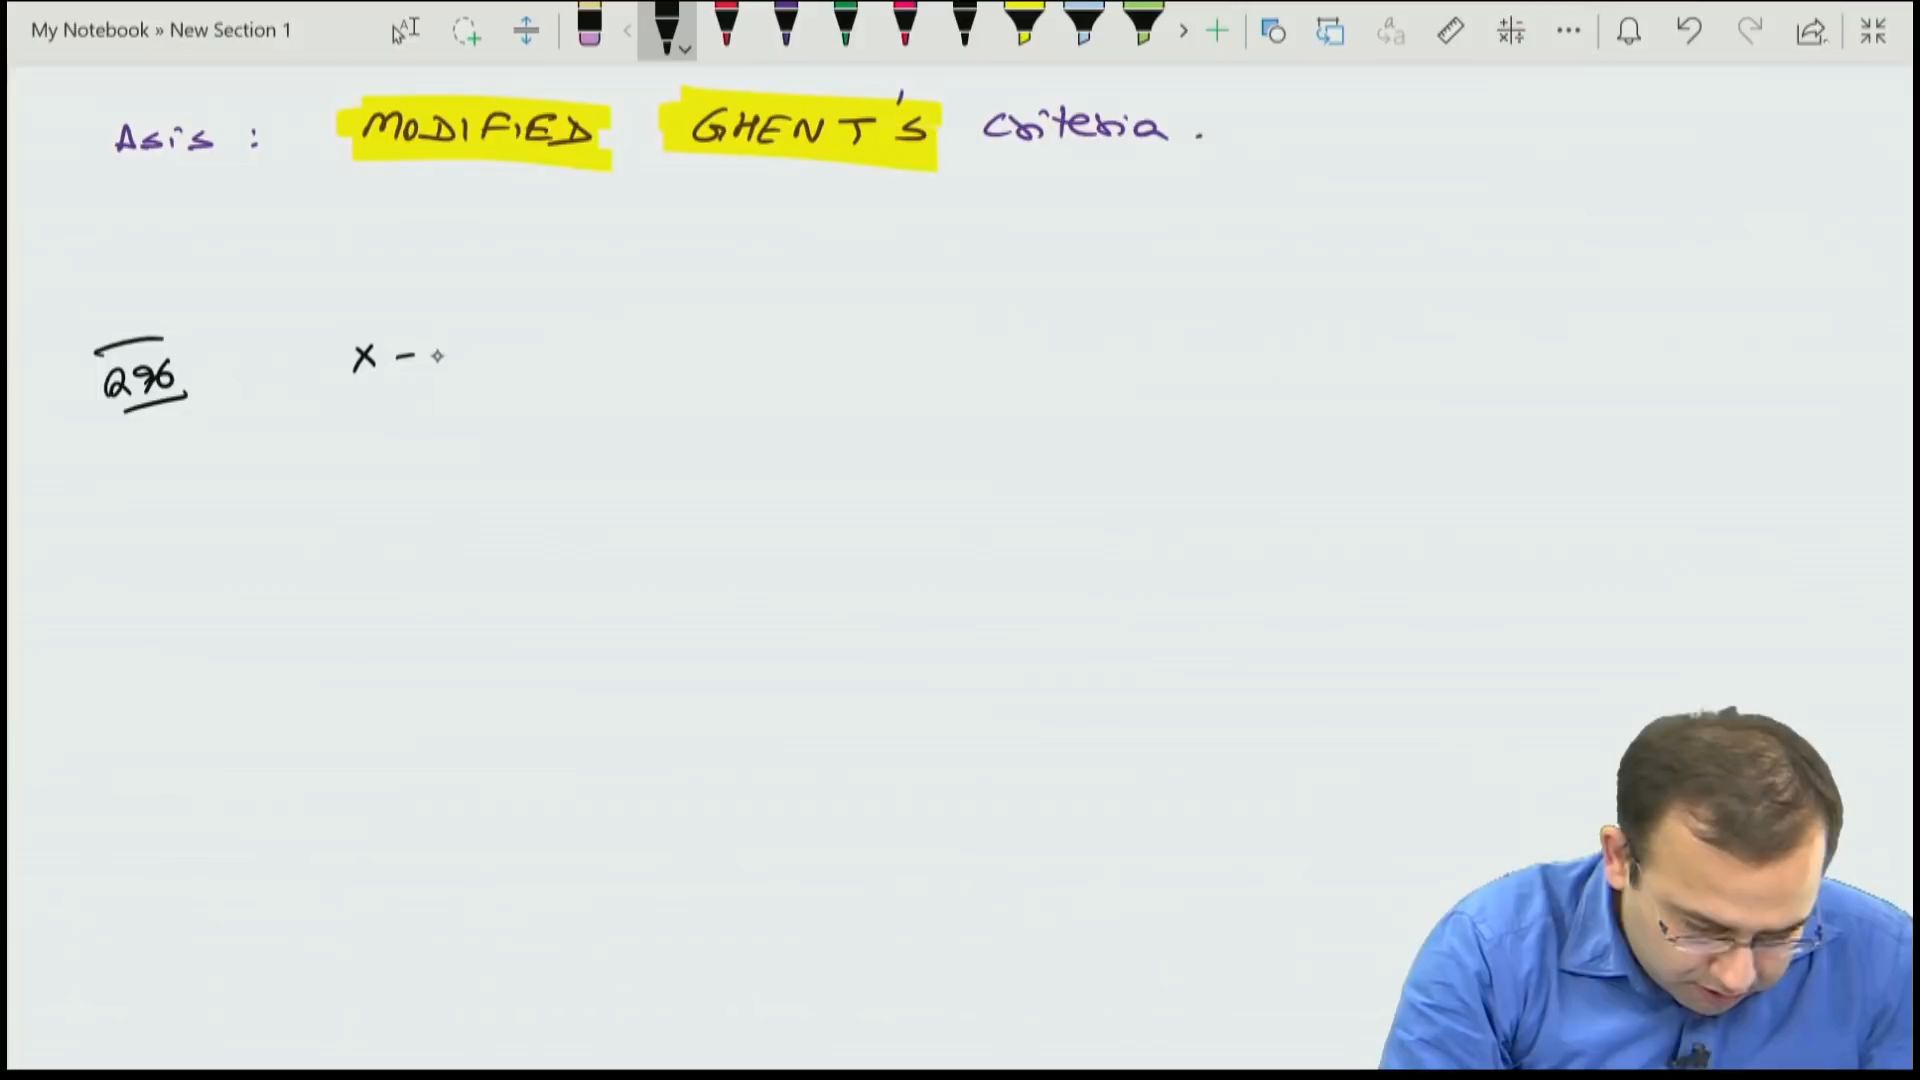 My Notebook » New Section 1
Asis : MODIFIED GHENT'S criteria .
Q96 X -